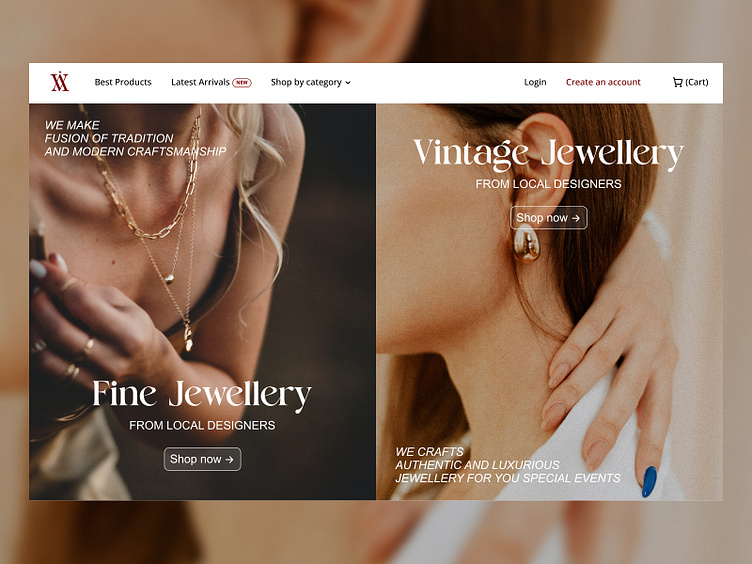 Best Products
Latest Arrivals NEW
Shop by category
Login
Create an account
(Cart)
WE MAKE
FUSION OF TRADITION
AND MODERN CRAFTSMANSHIP
Fine Jewellery
FROM LOCAL DESIGNERS
Shop now →
Vintage Jewellery
FROM LOCAL DESIGNERS
Shop now →
WE CRAFTS
AUTHENTIC AND LUXURIOUS
JEWELLERY FOR YOU SPECIAL EVENTS